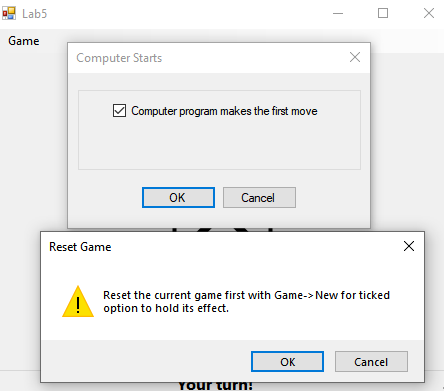 Lab5
Game
Computer Starts
Computer program makes the first move
OK Cancel
Reset Game
Reset the current game first with Game->New for ticked
option to hold its effect.
OK Cancel
Your turn!